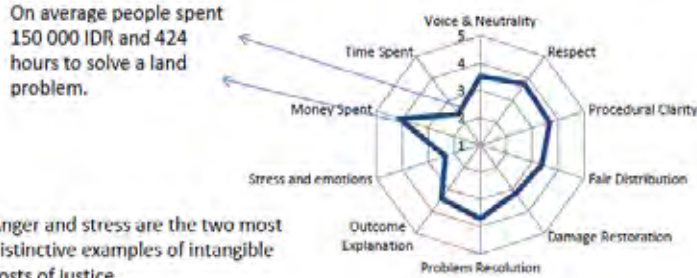 On average people spent
150 000 IDR and 424
hours to solve a land
problem.
Voice & Neutrality
Time Spent
Respect
Money Spent
Procedural Clarity
Stress and emotions
Fair Distribution
Outcome
Explanation
Damage Restoration
Problem Resolution
5
4
3
2
1
nger and stress are the two most
istinctive examples of intangible
osts of justice